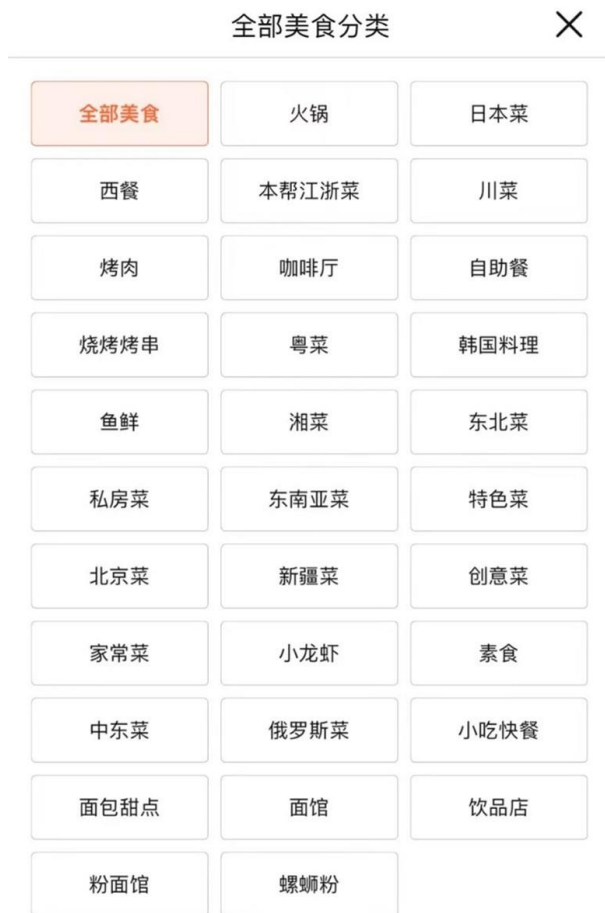 全部美食分类
全部美食
火锅
日本菜
西餐
本帮江浙菜
川菜
烤肉
咖啡厅
自助餐
烧烤烤串
粤菜
韩国料理
鱼鲜
湘菜
东北菜
私房菜
东南亚菜
特色菜
北京菜
新疆菜
创意菜
家常菜
小龙虾
素食
中东菜
俄罗斯菜
小吃快餐
面包甜点
面馆
饮品店
粉面馆
螺蛳粉